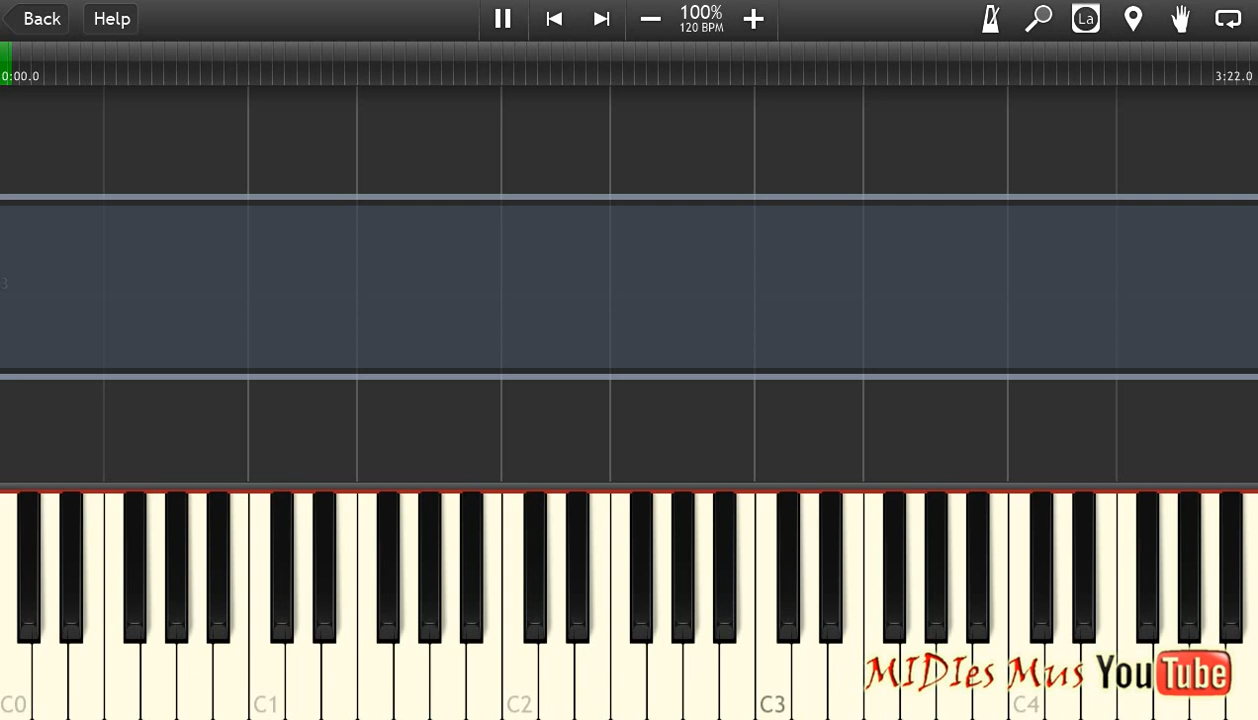 Back Help 100% La
120 BPM
0:00.0 3:22.0
3
MIDIes Mus YouTube
C0 C1 C2 C3 C4